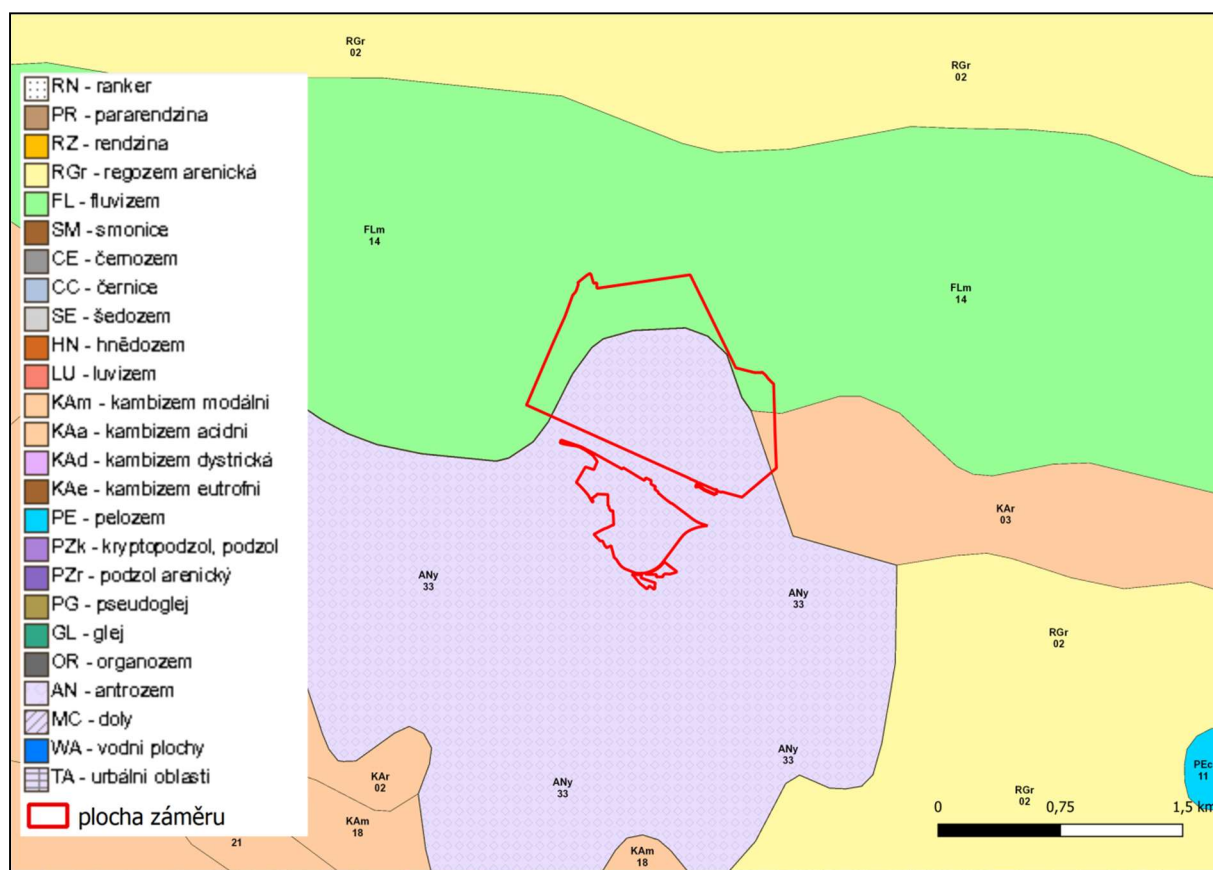 RGr
02
RGr
02
RN - ranker
PR - pararendzina
RZ - rendzina
RGr - regozem arenická
FL - fluvizem
SM - smonice
CE - černozem
CC - černice
SE - šedozem
HN - hnědozem
LU - luvizem
KAm - kambizem modální
KAa - kambizem acidní
KAd - kambizem dystrická
KAe - kambizem eutrofní
PE - pelozem
PZk - kryptopodzol, podzol
PZr - podzol arenický
PG - pseudoglej
GL - glej
OR - organozem
AN - antrozem
MC - doly
WA - vodní plochy
TA - urbální oblasti
plocha záměru
FLm
14
FLm
14
KAr
03
ANy
33
ANy
33
RGr
02
ANy
33
ANy
33
KAr
02
KAm
18
21
KAm
18
PEc
11
RGr
02
0 0,75 1,5 km